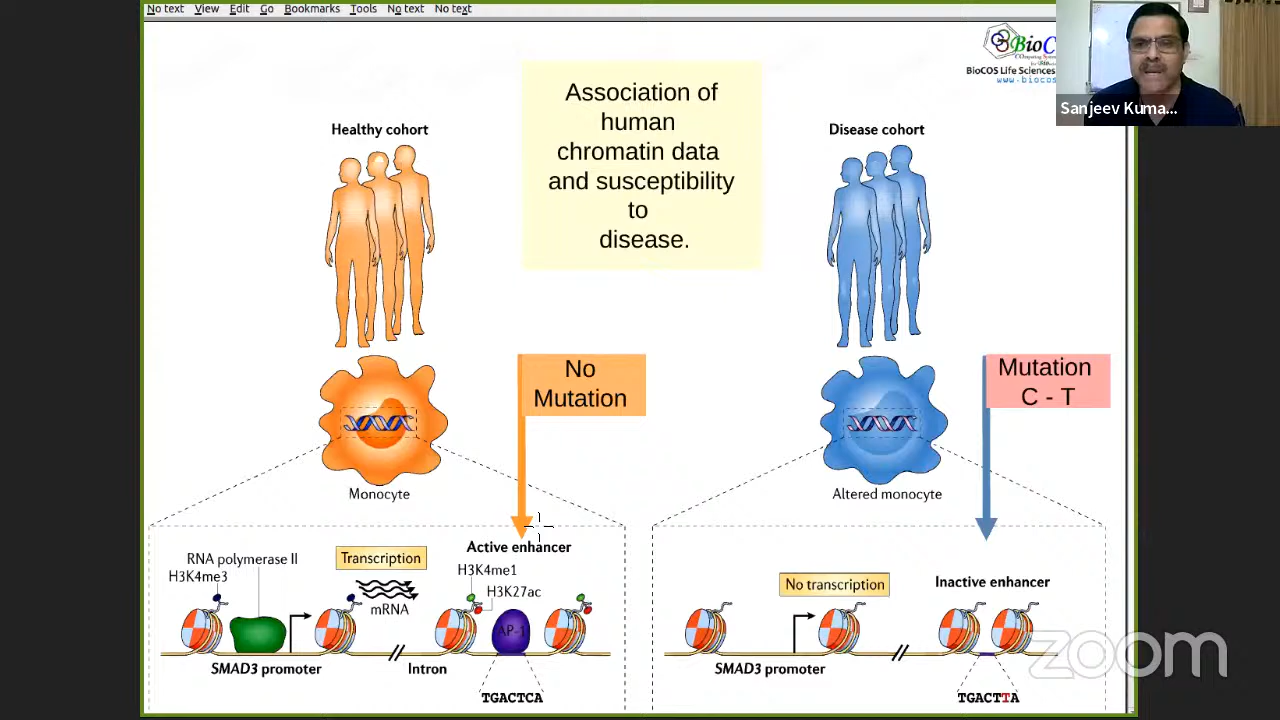 No text View Edit Go Bookmarks Tools No text No text
BioC
BioCOS Life Sciences
www.biocos
Sanjeev Kuma...
Association of
human
chromatin data
and susceptibility
to
disease.
Healthy cohort
Disease cohort
No
Mutation
Mutation
C - T
Monocyte
Altered monocyte
Active enhancer
RNA polymerase II
Transcription
H3K4me3
H3K4me1
H3K27ac
mRNA
AP-1
SMAD3 promoter
Intron
TGACTCA
No transcription
Inactive enhancer
SMAD3 promoter
TGACTTA
zoom